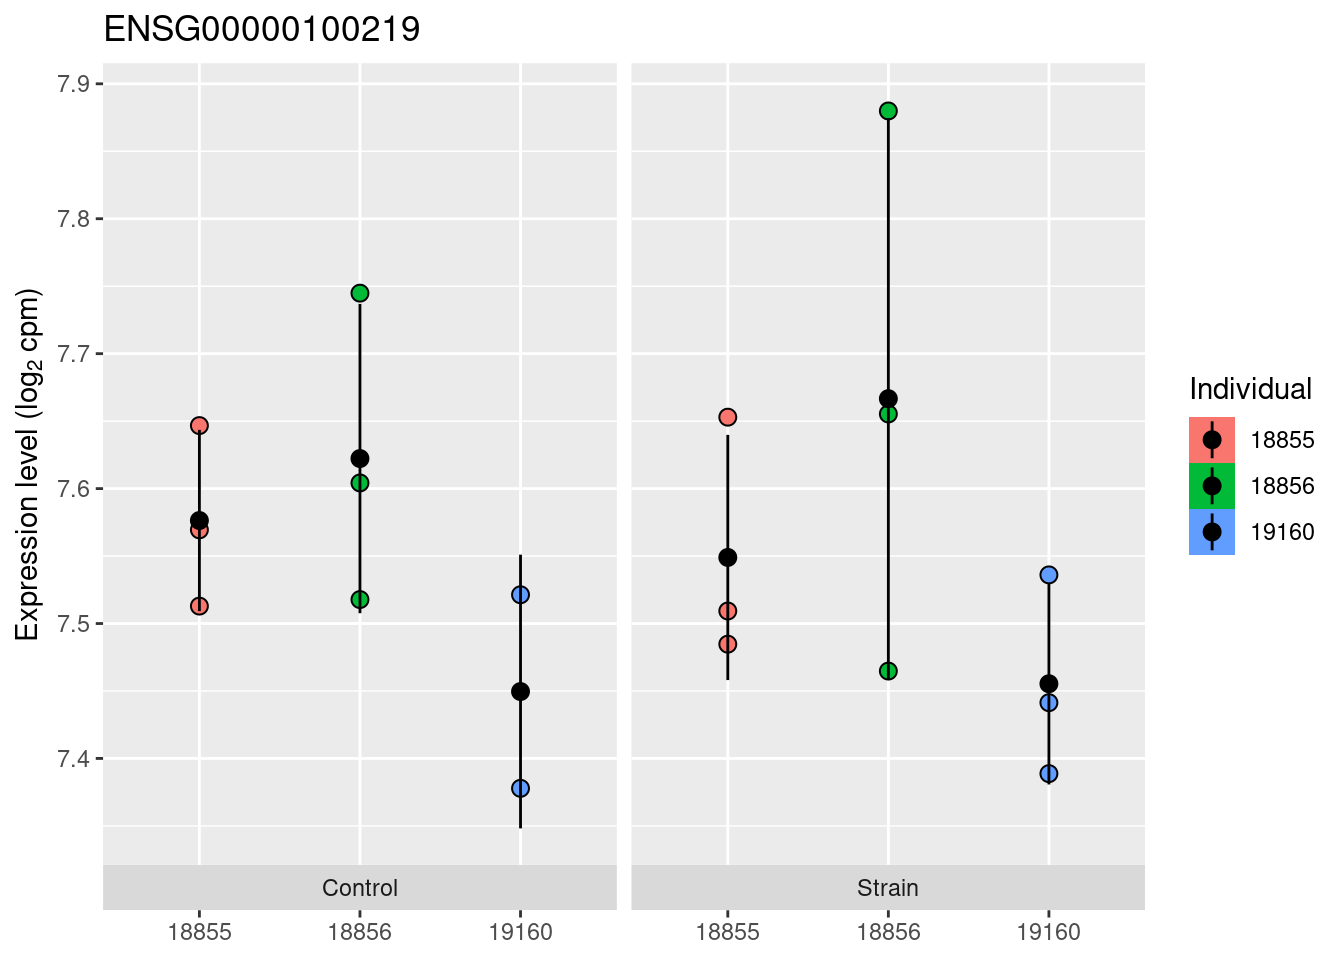 ENSG00000100219
Expression level (log₂ cpm)
7.9
7.8
7.7
7.6
7.5
7.4
Control
Strain
18855 18856 19160
18855 18856 19160
Individual
18855
18856
19160